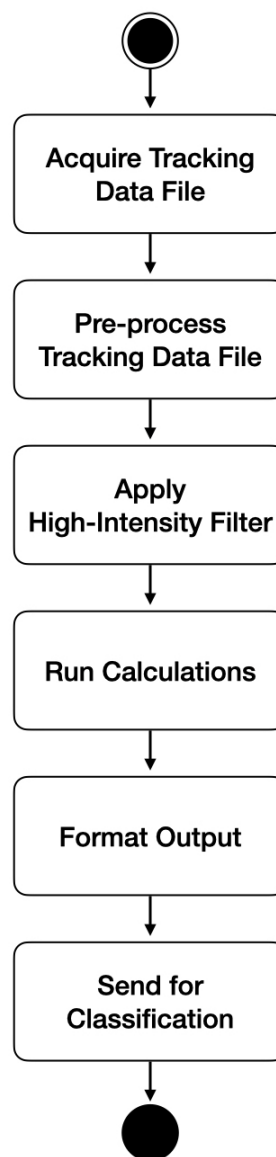 Acquire Tracking
Data File
Pre-process
Tracking Data File
Apply
High-Intensity Filter
Run Calculations
Format Output
Send for
Classification